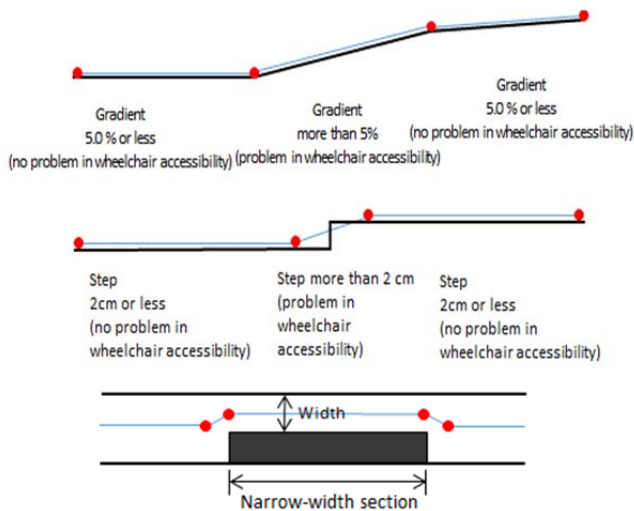 Gradient
5.0 % or less
(no problem in wheelchair accessibility)
Gradient
more than 5%
(problem in wheelchair accessibility)
Gradient
5.0 % or less
(no problem in wheelchair accessibility)
Step
2cm or less
(no problem in
wheelchair accessibility)
Step more than 2 cm
(problem in
wheelchair
accessibility)
Step
2cm or less
(no problem in
wheelchair accessibility)
Width
Narrow-width section